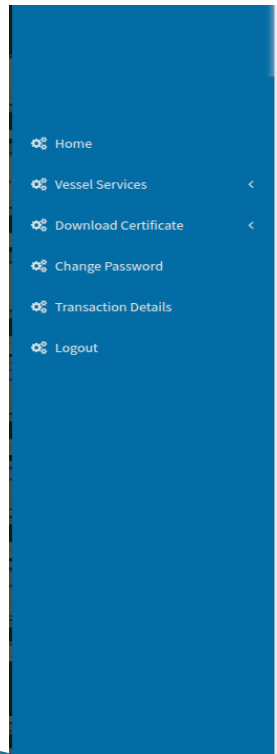 Home
Vessel Services
Download Certificate
Change Password
Transaction Details
Logout